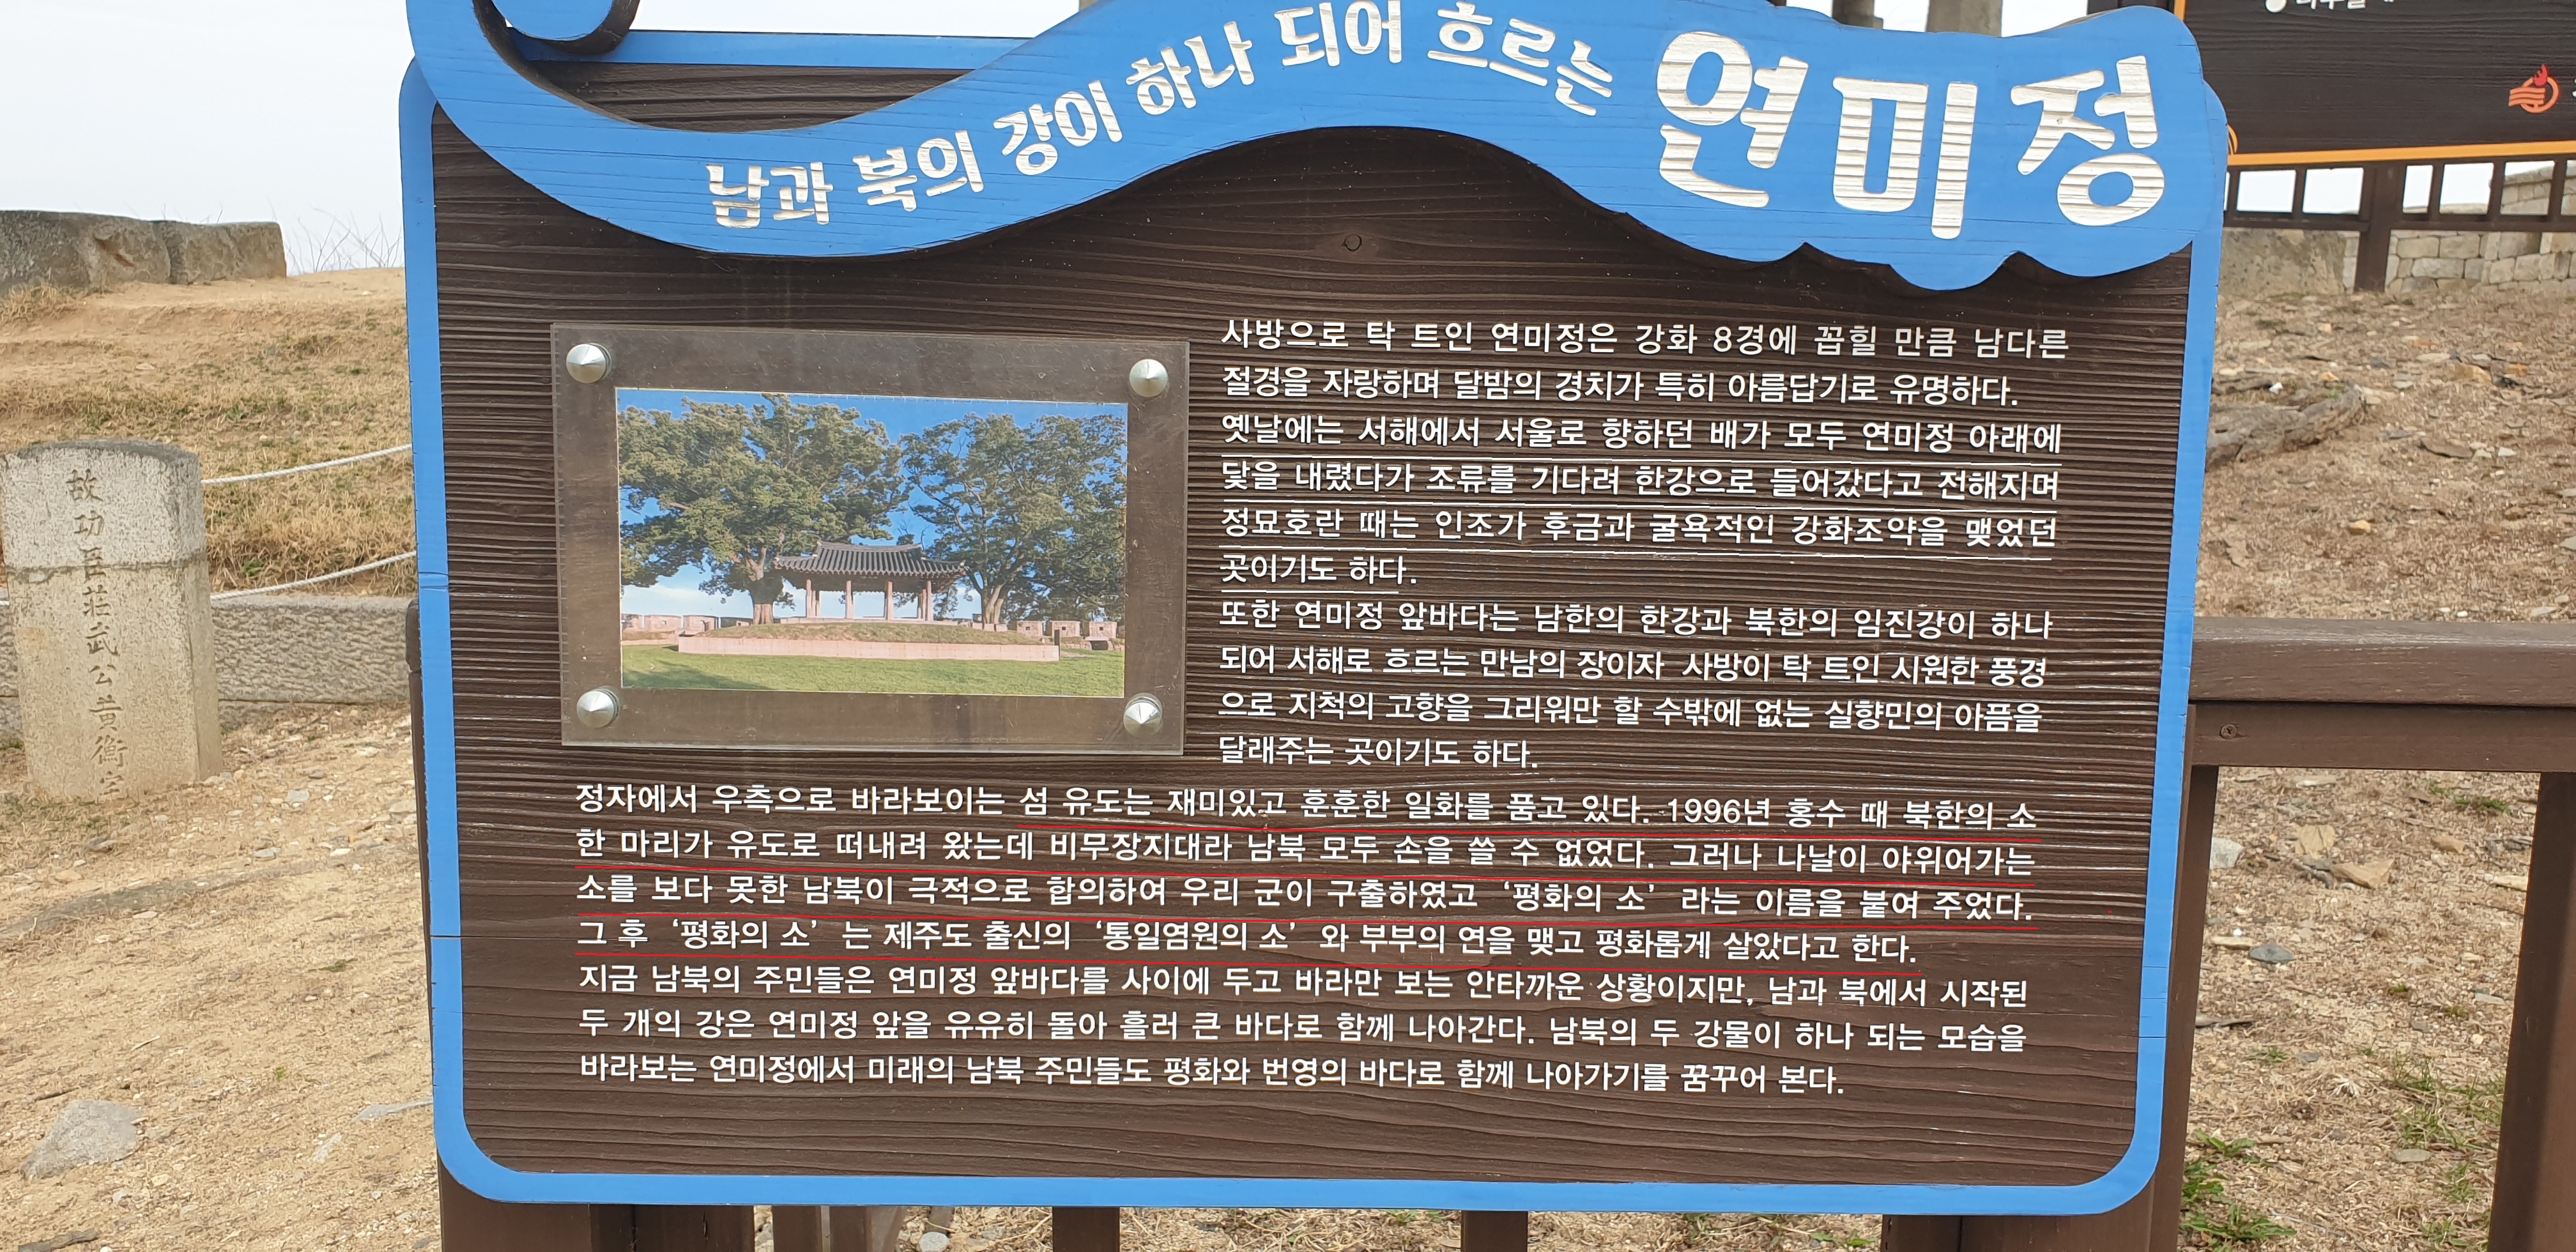 남과 북의 강이 하나 되어 흐르는 연미정
사방으로 탁 트인 연미정은 강화 8경에 꼽힐 만큼 남다른
절경을 자랑하며 달밤의 경치가 특히 아름답기로 유명하다.
옛날에는 서해에서 서울로 향하던 배가 모두 연미정 아래에
닻을 내렸다가 조류를 기다려 한강으로 들어갔다고 전해지며
정묘호란 때는 인조가 후금과 굴욕적인 강화조약을 맺었던
곳이기도 하다.
또한 연미정 앞바다는 남한의 한강과 북한의 임진강이 하나
되어 서해로 흐르는 만남의 장이자 사방이 탁 트인 시원한 풍경
으로 지척의 고향을 그리워만 할 수밖에 없는 실향민의 아픔을
달래주는 곳이기도 하다.
정자에서 우측으로 바라보이는 섬 유도는 재미있고 훈훈한 일화를 품고 있다. 1996년 홍수 때 북한의 소
한 마리가 유도로 떠내려 왔는데 비무장지대라 남북 모두 손을 쓸 수 없었다. 그러나 나날이 야위어가는
소를 보다 못한 남북이 극적으로 합의하여 우리 군이 구출하였고 ‘평화의 소’ 라는 이름을 붙여 주었다.
그 후 ‘평화의 소’ 는 제주도 출신의 ‘통일염원의 소’ 와 부부의 연을 맺고 평화롭게 살았다고 한다.
지금 남북의 주민들은 연미정 앞바다를 사이에 두고 바라만 보는 안타까운 상황이지만, 남과 북에서 시작된
두 개의 강은 연미정 앞을 유유히 돌아 흘러 큰 바다로 함께 나아간다. 남북의 두 강물이 하나 되는 모습을
바라보는 연미정에서 미래의 남북 주민들도 평화와 번영의 바다로 함께 나아가기를 꿈꾸어 본다.
故功臣莊武公黃衡